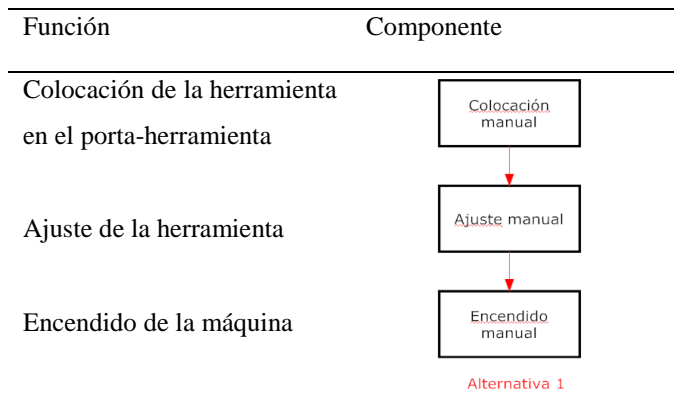 Función Componente
Colocación de la herramienta
en el porta-herramienta
Colocación
manual
Ajuste de la herramienta
Ajuste manual
Encendido de la máquina
Encendido
manual
Alternativa 1